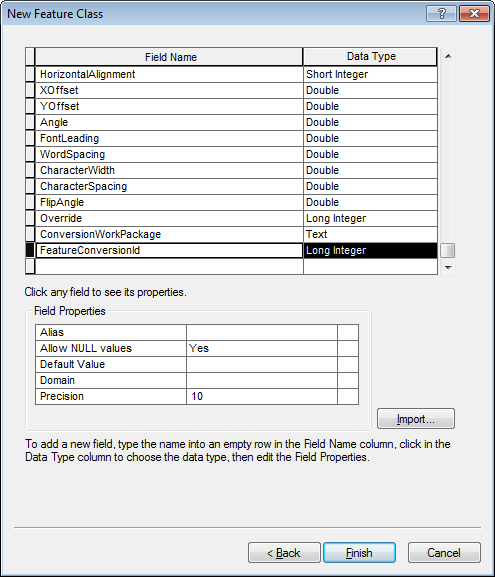 New Feature Class
?
Field Name Data Type
HorizontalAlignment Short Integer
XOffset Double
YOffset Double
Angle Double
FontLeading Double
WordSpacing Double
CharacterWidth Double
CharacterSpacing Double
FlipAngle Double
Override Long Integer
ConversionWorkPackage Text
FeatureConversionId Long Integer
Click any field to see its properties.
Field Properties
Alias
Allow NULL values Yes
Default Value
Domain
Precision 10
Import...
To add a new field, type the name into an empty row in the Field Name column, click in the
Data Type column to choose the data type, then edit the Field Properties.
< Back Finish Cancel